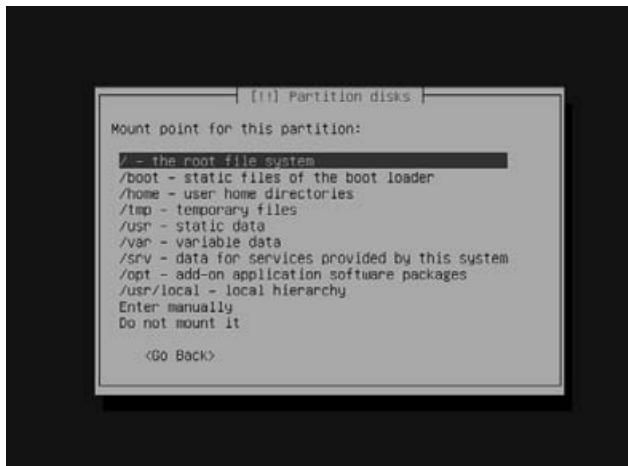 [!!] Partition disks
Mount point for this partition:
/ - the root file system
/boot - static files of the boot loader
/home - user home directories
/tmp - temporary files
/usr - static data
/var - variable data
/srv - data for services provided by this system
/opt - add-on application software packages
/usr/local - local hierarchy
Enter manually
Do not mount it
<Go Back>